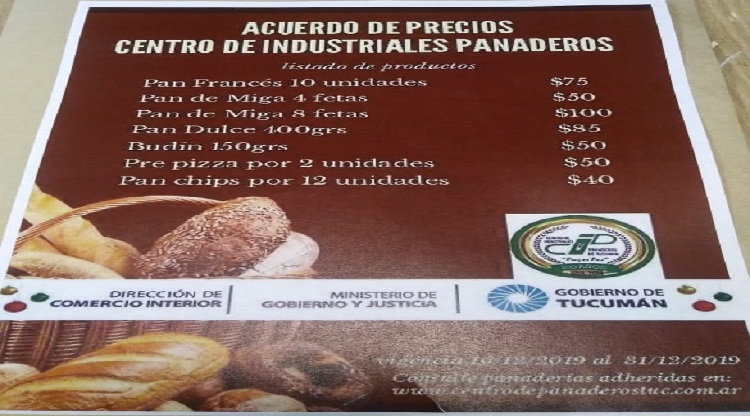 ACUERDO DE PRECIOS
CENTRO DE INDUSTRIALES PANADEROS
listado de productos
Pan Francés 10 unidades $75
Pan de Miga 4 fetas $50
Pan de Miga 8 fetas $100
Pan Dulce 400grs $85
Budín 150grs $50
Pre pizza por 2 unidades $50
Pan chips por 12 unidades $40
CIP
DIRECCIÓN DE
COMERCIO INTERIOR
MINISTERIO DE
GOBIERNO Y JUSTICIA
GOBIERNO DE
TUCUMÁN
vigencia 12/2019 al 31/12/2019
Consulte panaderías adheridas en:
www.centrodepanaderostuc.com.ar